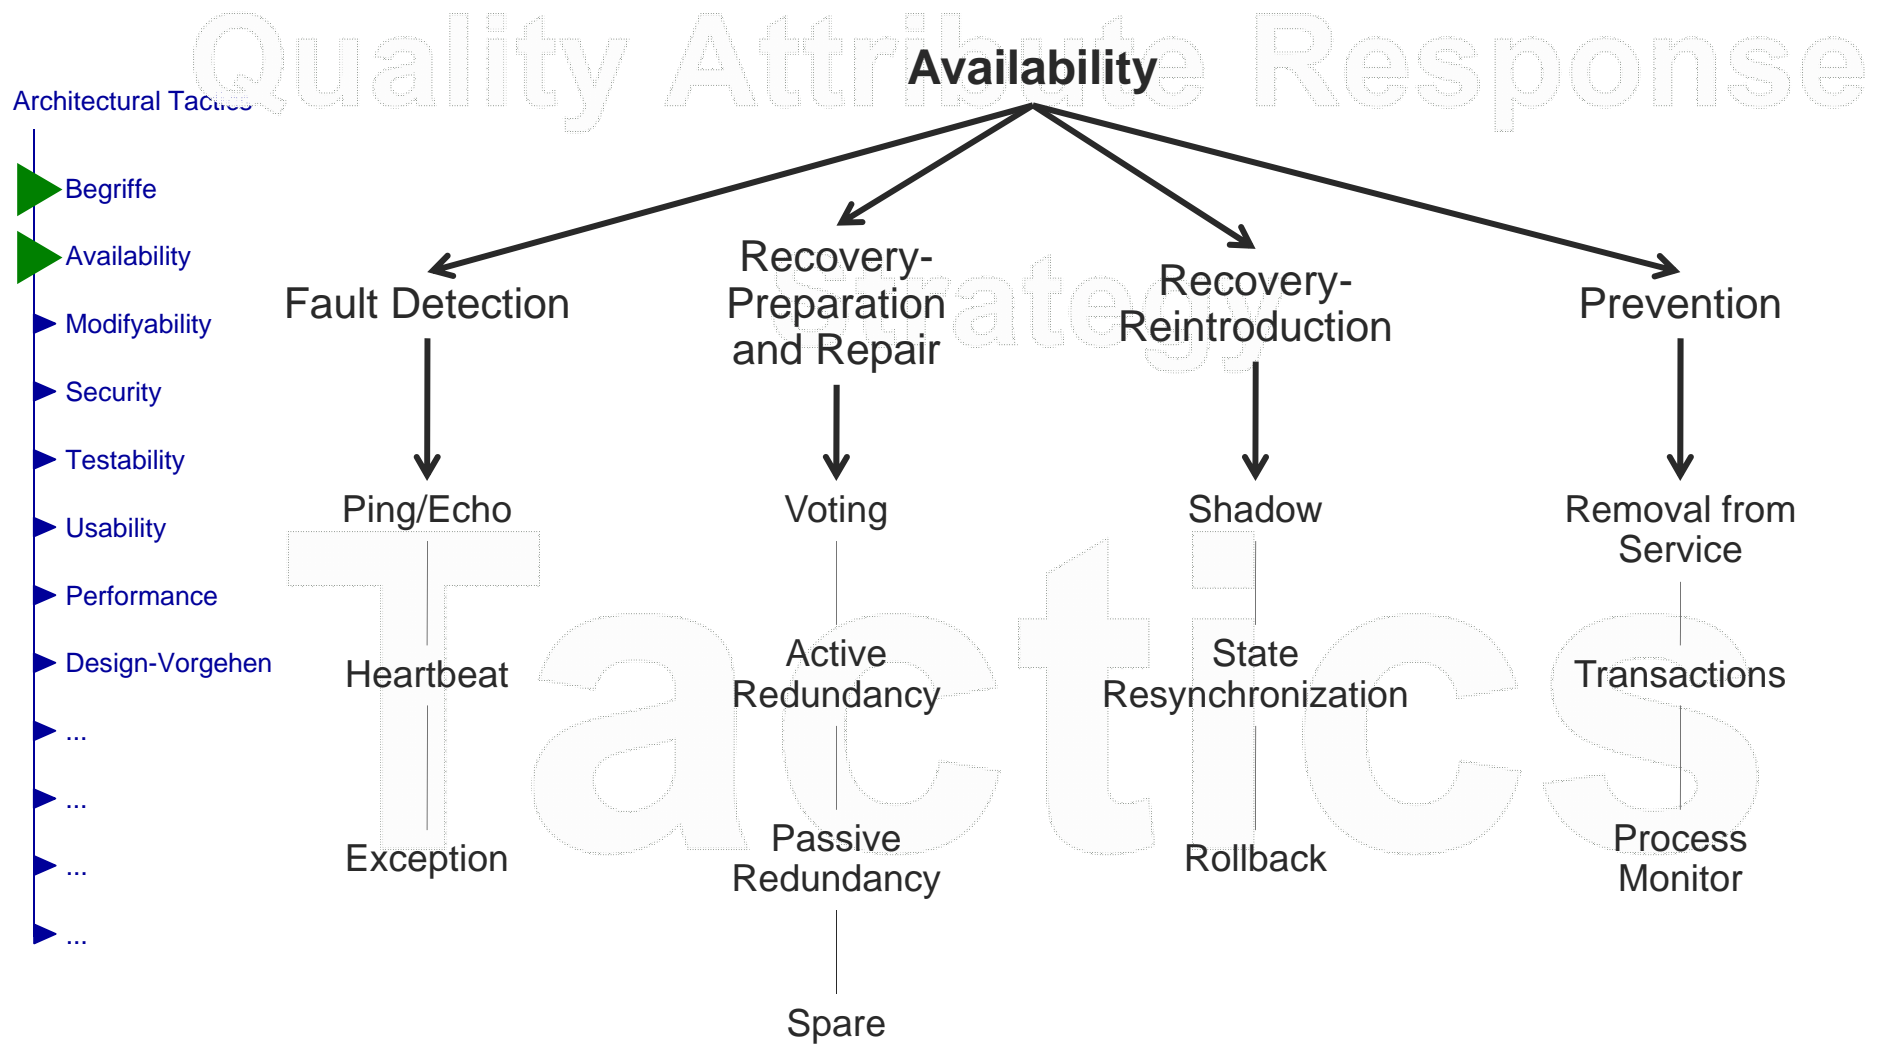 Quality Attribute Response
Availability
Architectural Tactics
Begriffe
Availability
Modifyability
Security
Testability
Usability
Performance
Design-Vorgehen
...
...
...
...
Strategy
Fault Detection
Recovery-
Preparation
and Repair
Recovery-
Reintroduction
Prevention
Tactics
Ping/Echo
Heartbeat
Exception
Voting
Active
Redundancy
Passive
Redundancy
Spare
Shadow
State
Resynchronization
Rollback
Removal from
Service
Transactions
Process
Monitor